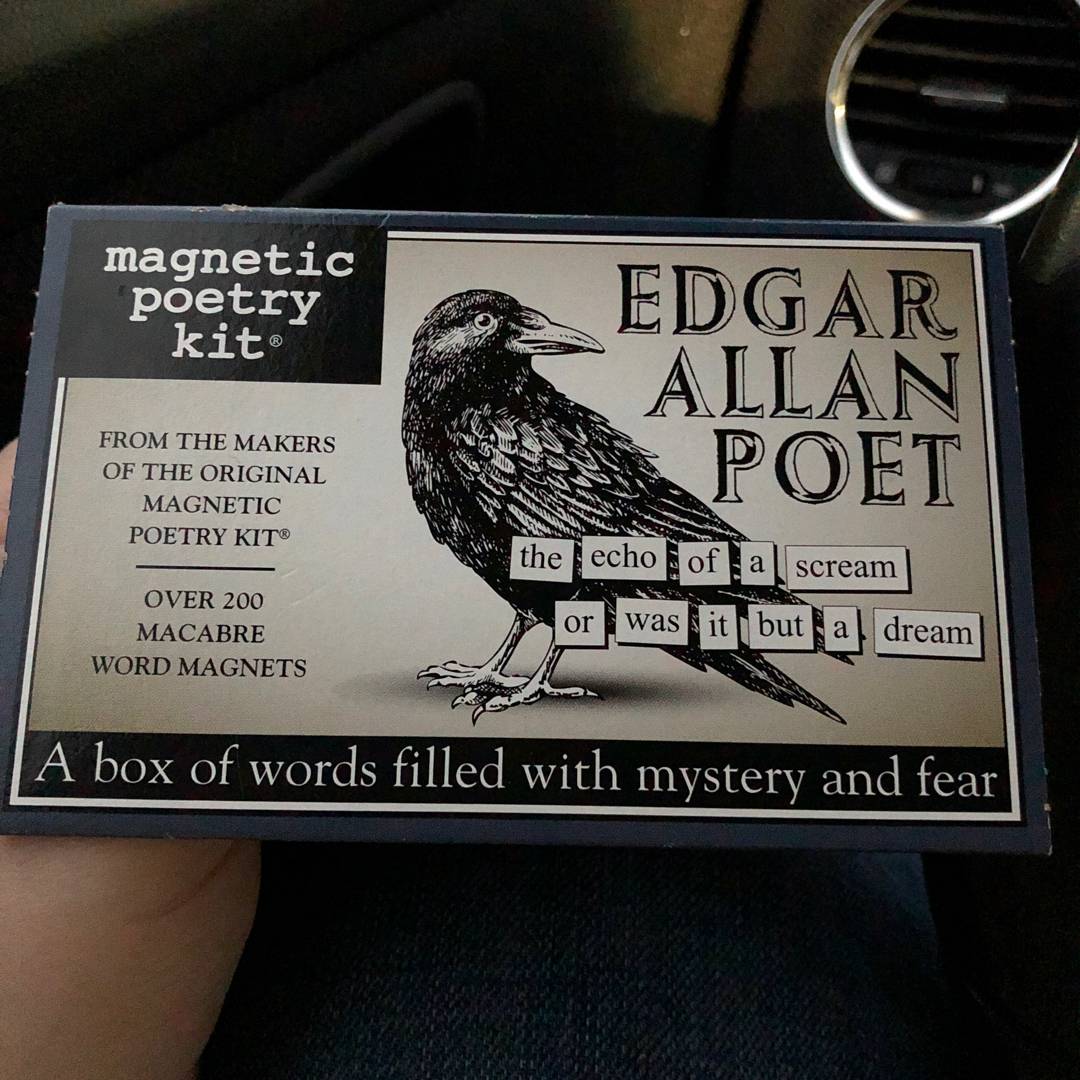 magnetic
poetry
kit®
EDGAR
ALLAN
POET
FROM THE MAKERS
OF THE ORIGINAL
MAGNETIC
POETRY KIT®
OVER 200
MACABRE
WORD MAGNETS
the echo of a scream
or was it but a dream
A box of words filled with mystery and fear